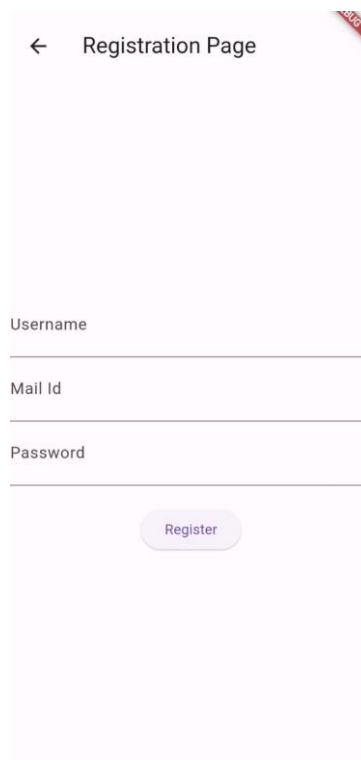 Registration Page
Username
Mail Id
Password
Register